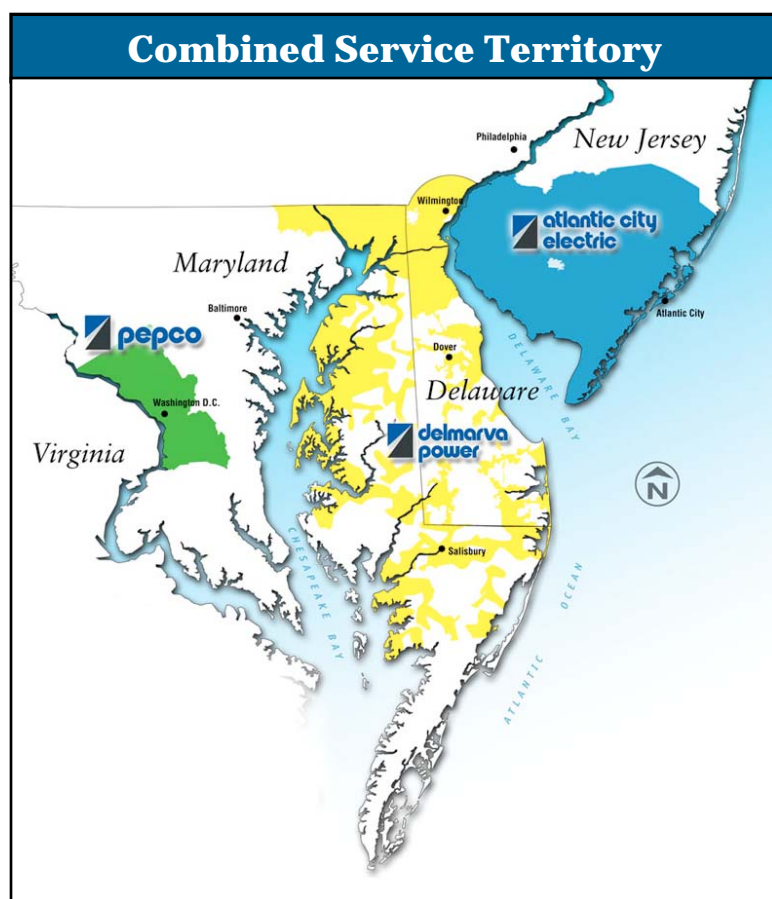 Combined Service Territory
Philadelphia
New Jersey
Wilmington
atlantic city
electric
Maryland
Baltimore
Atlantic City
pepco
Dover
DELAWARE BAY
Delaware
Washington D.C.
delmarva
power
Virginia
N
CHESAPEAKE BAY
Salisbury
ATLANTIC OCEAN